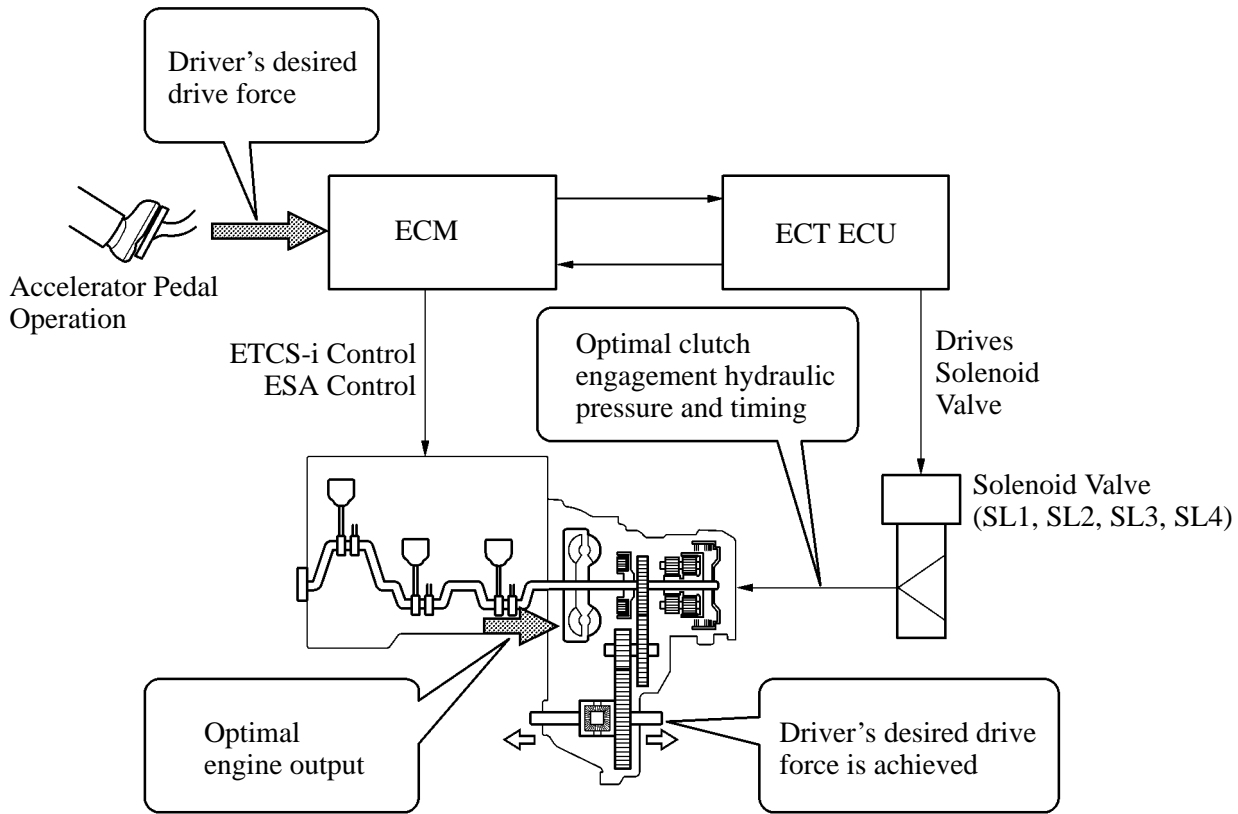 Driver's desired
drive force
ECM
ECT ECU
Accelerator Pedal
Operation
ETCS-i Control
ESA Control
Optimal clutch
engagement hydraulic
pressure and timing
Drives
Solenoid
Valve
Solenoid Valve
(SL1, SL2, SL3, SL4)
Optimal
engine output
Driver's desired drive
force is achieved